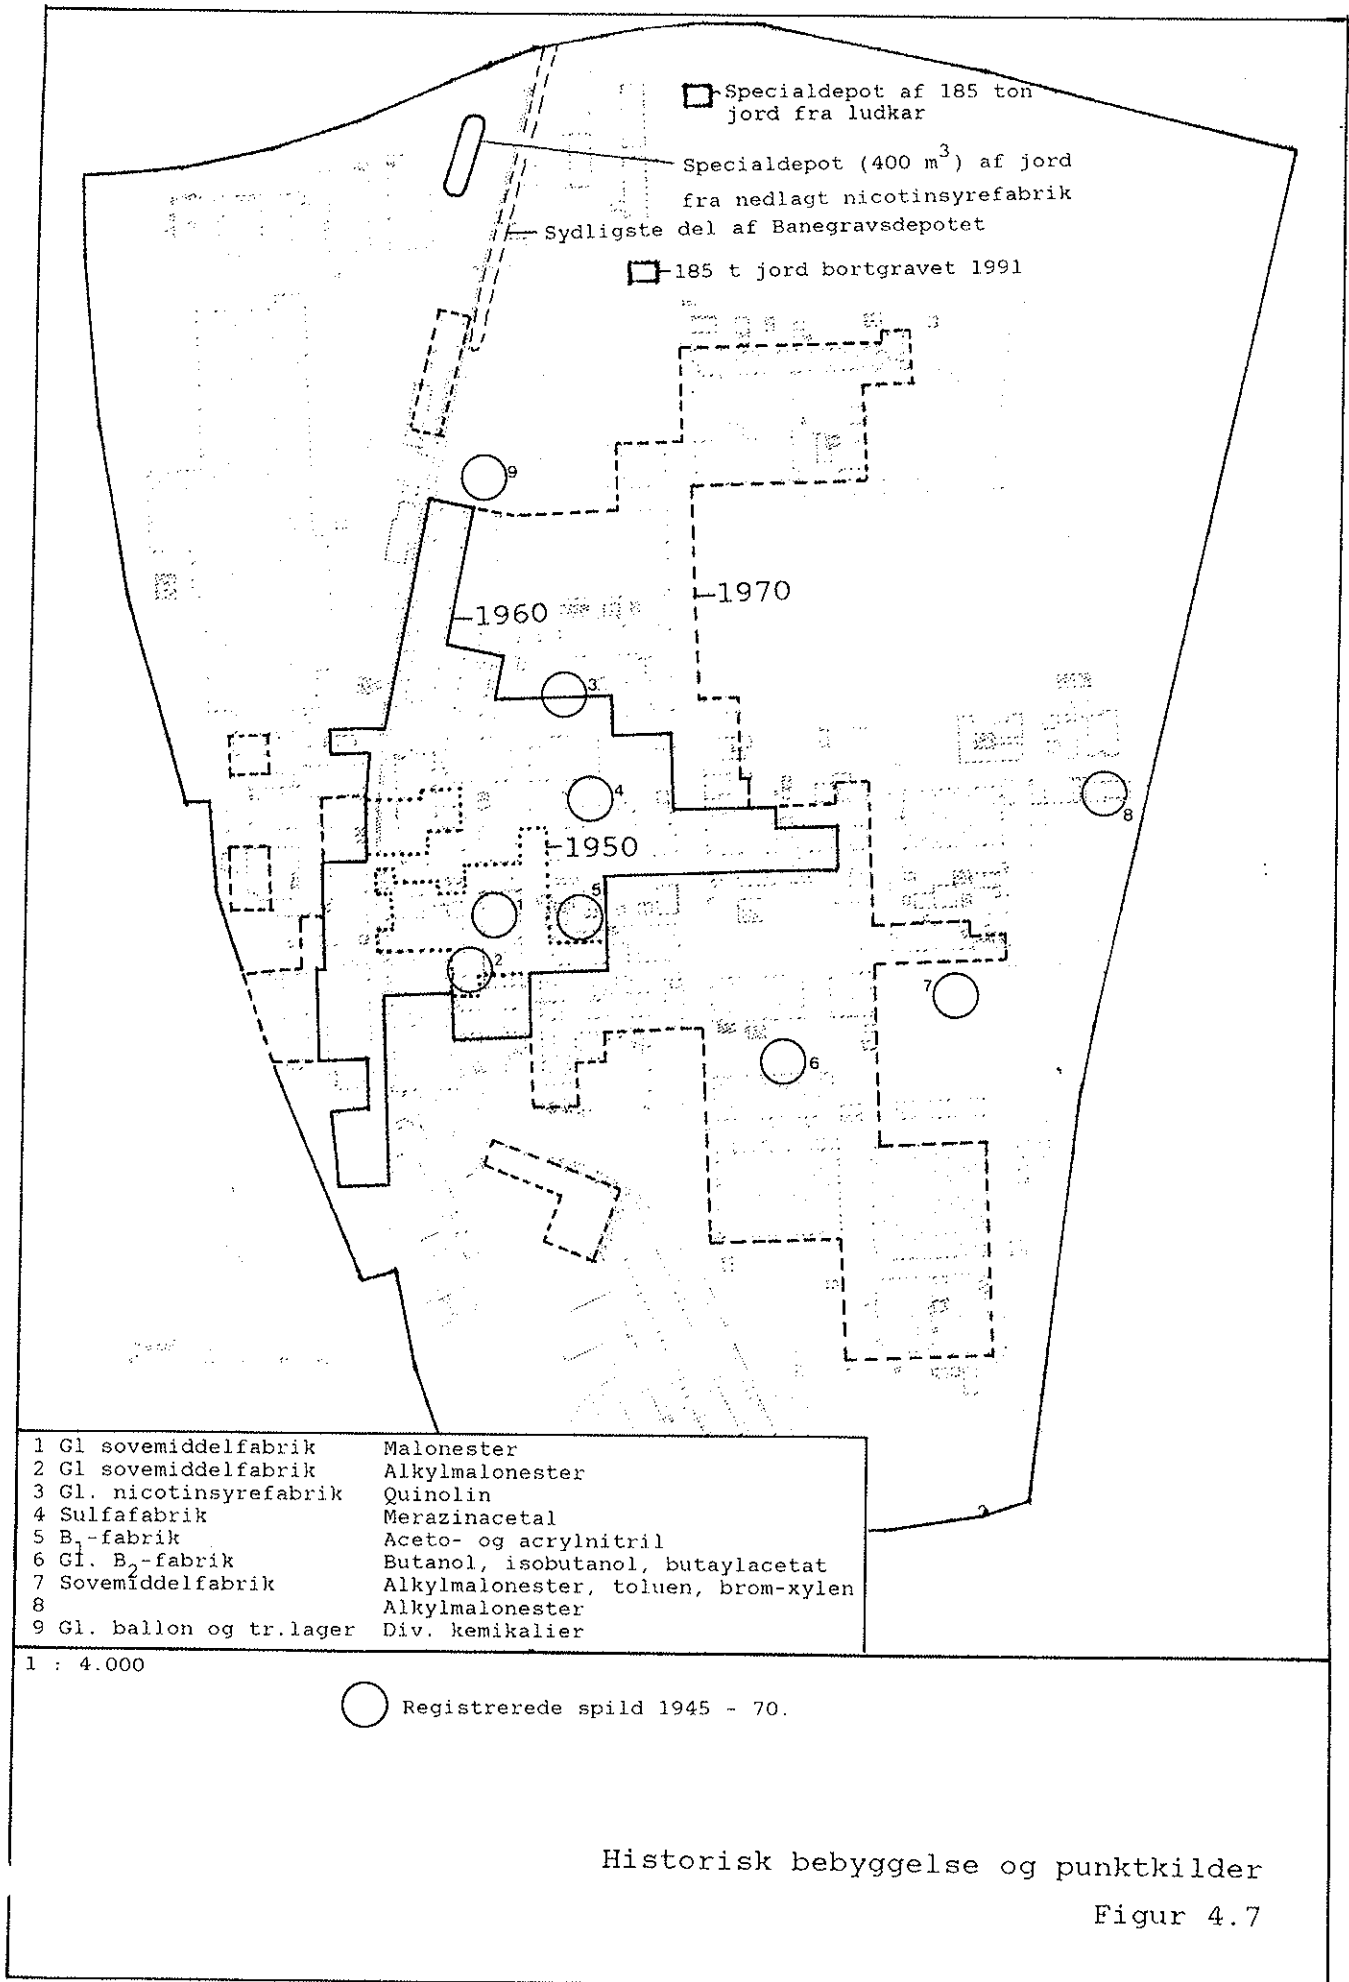 Specialdepot af 185 ton
jord fra ludkar
Specialdepot (400 m³) af jord
fra nedlagt nicotinsyrefabrik
Sydligste del af Banegravsdepotet
185 t jord bortgravet 1991
9
1970
1960
3
4
8
1950
5
1
2
7
6
1 Gl sovemiddelfabrik Malonester
2 Gl sovemiddelfabrik Alkylmalonester
3 Gl. nicotinsyrefabrik Quinolin
4 Sulfafabrik Merazinacetal
5 B₁-fabrik Aceto- og acrylnitril
6 Gl. B₂-fabrik Butanol, isobutanol, butaylacetat
7 Sovemiddelfabrik Alkylmalonester, toluen, brom-xylen
8 Alkylmalonester
9 Gl. ballon og tr.lager Div. kemikalier
1 : 4.000
Registrerede spild 1945 - 70.
Historisk bebyggelse og punktkilder
Figur 4.7